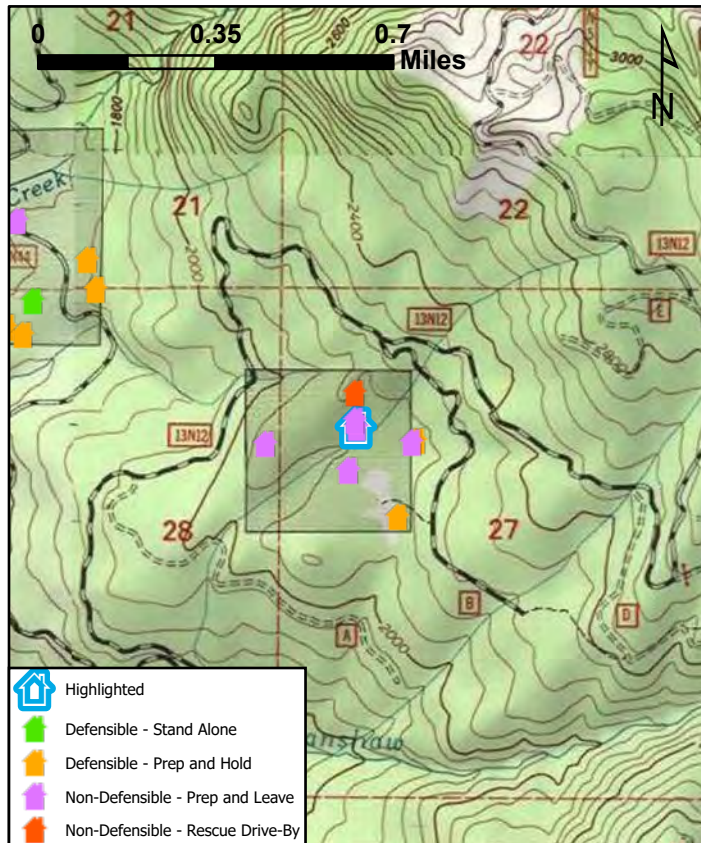 0 0.35 0.7
Miles
N
21
22
2600
3000
1800
Creek
21
22
2400
2000
13N12
13N12
E
2800
13N12
28
27
B
D
A
2000
Highlighted
Defensible - Stand Alone
Defensible - Prep and Hold
Non-Defensible - Prep and Leave
Non-Defensible - Rescue Drive-By